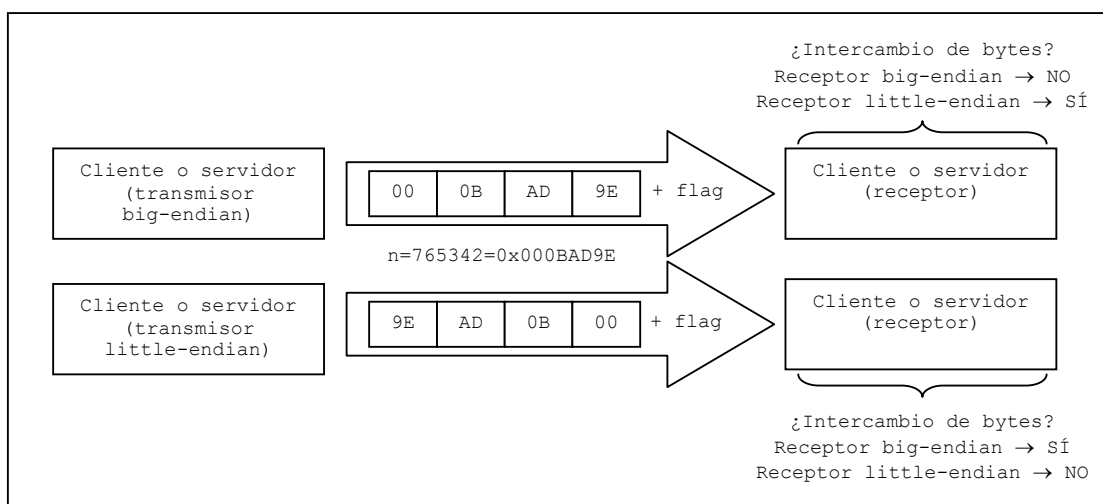 ¿Intercambio de bytes?
Receptor big-endian → NO
Receptor little-endian → SÍ
Cliente o servidor
(transmisor
big-endian)
00 0B AD 9E + flag
Cliente o servidor
(receptor)
n=765342=0x000BAD9E
Cliente o servidor
(transmisor
little-endian)
9E AD 0B 00 + flag
Cliente o servidor
(receptor)
¿Intercambio de bytes?
Receptor big-endian → SÍ
Receptor little-endian → NO